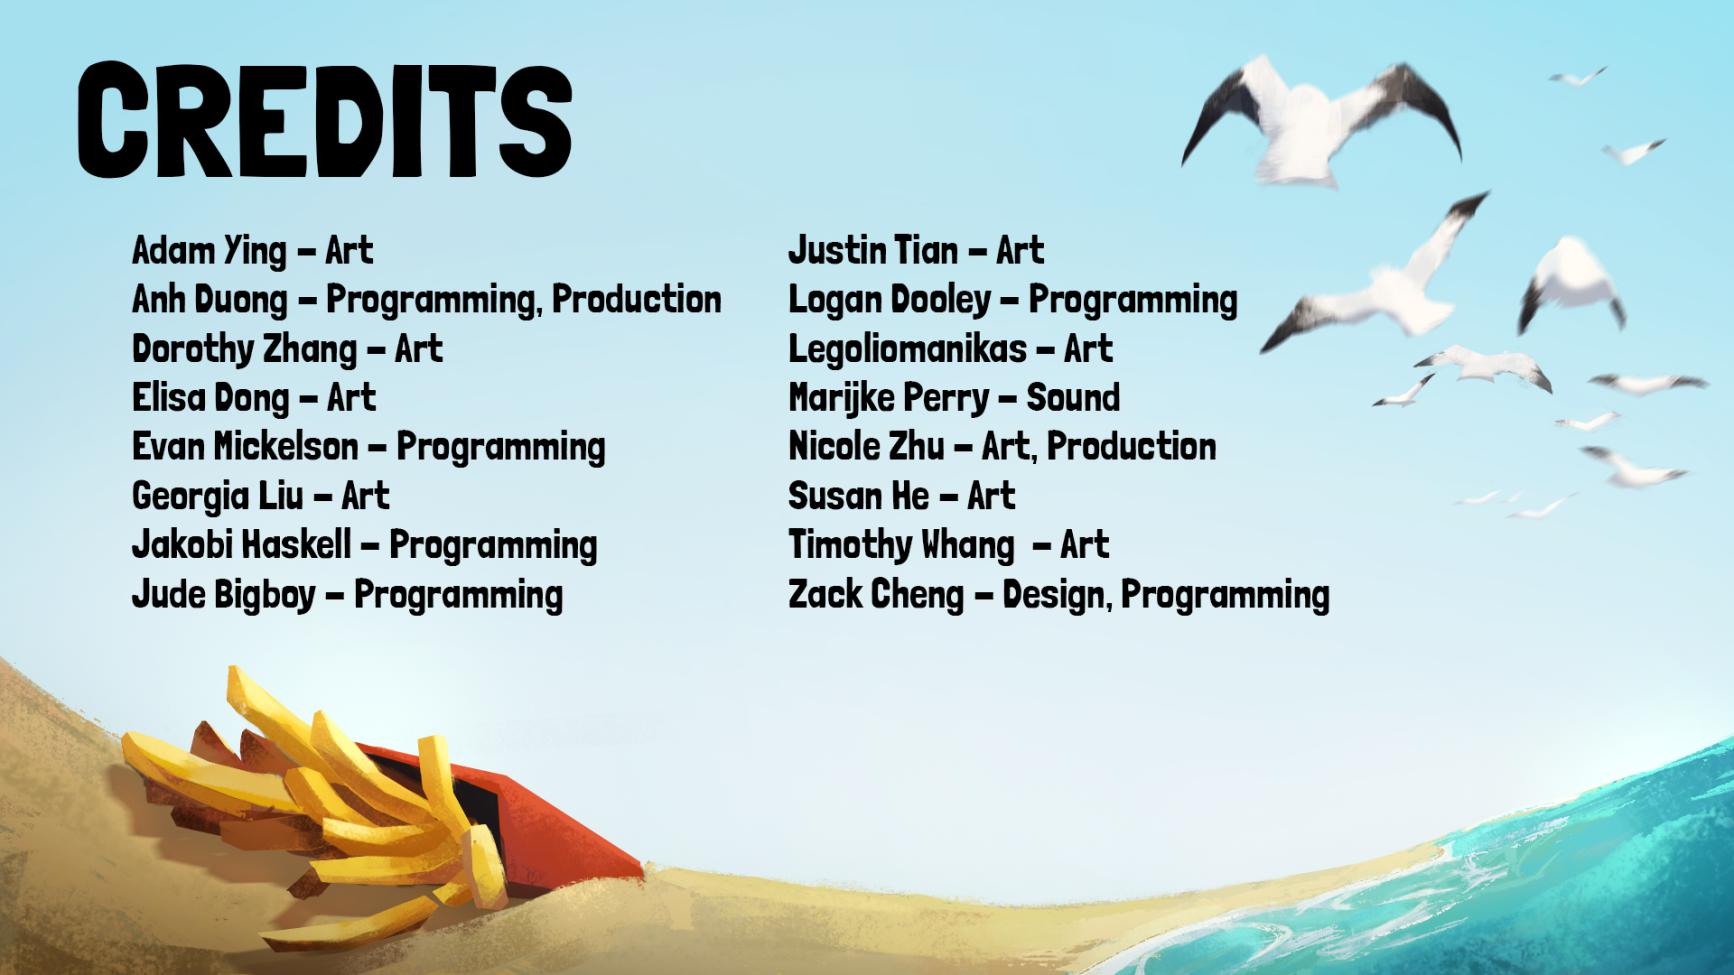 CREDITS
Adam Ying – Art
Anh Duong – Programming, Production
Dorothy Zhang – Art
Elisa Dong – Art
Evan Mickelson – Programming
Georgia Liu – Art
Jakobi Haskell – Programming
Jude Bigboy – Programming
Justin Tian – Art
Logan Dooley – Programming
Legoliomanikas – Art
Marijke Perry – Sound
Nicole Zhu – Art, Production
Susan He – Art
Timothy Whang  – Art
Zack Cheng – Design, Programming